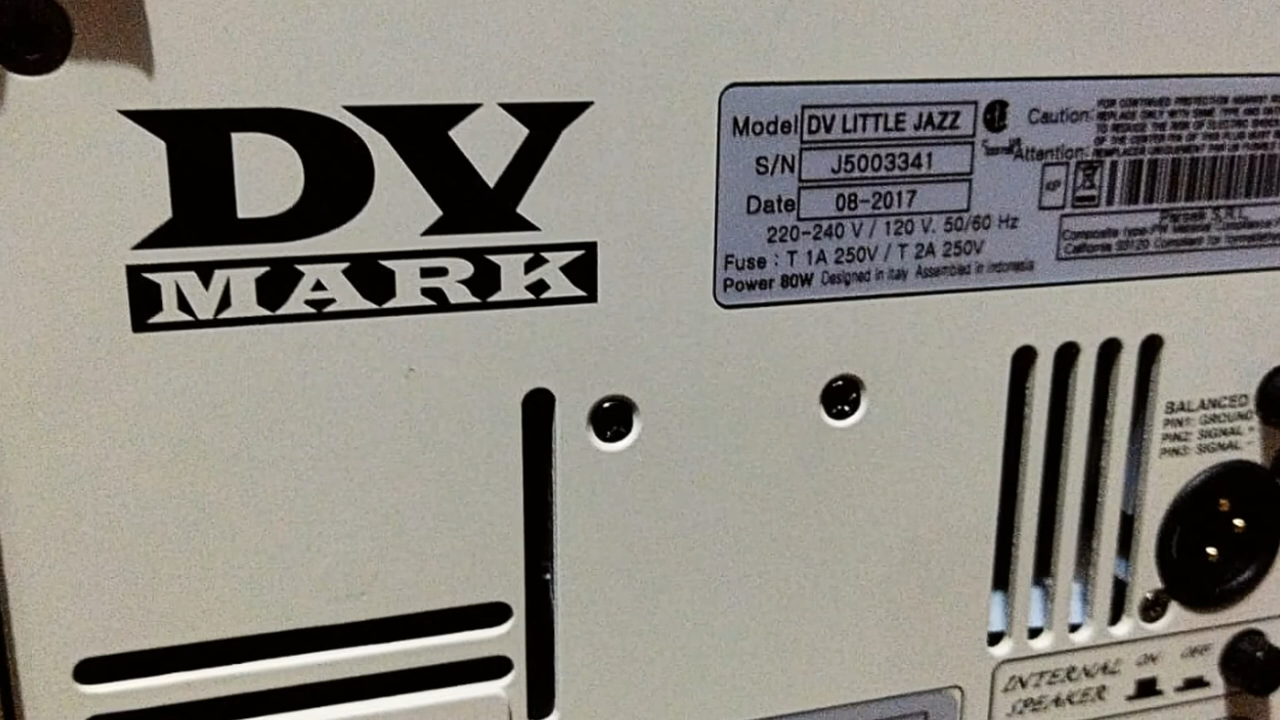 DV
MARK
Model DV LITTLE JAZZ
S/N J5003341
Date 08-2017
220-240 V / 120 V. 50/60 Hz
Fuse : T 1A 250V / T 2A 250V
Power 80W Designed in Italy Assembled in Indonesia
Caution:
Attention:
BALANCED
PIN1: GROUND
PIN2: SIGNAL +
PIN3: SIGNAL -
INTERNAL
SPEAKER
ON OFF